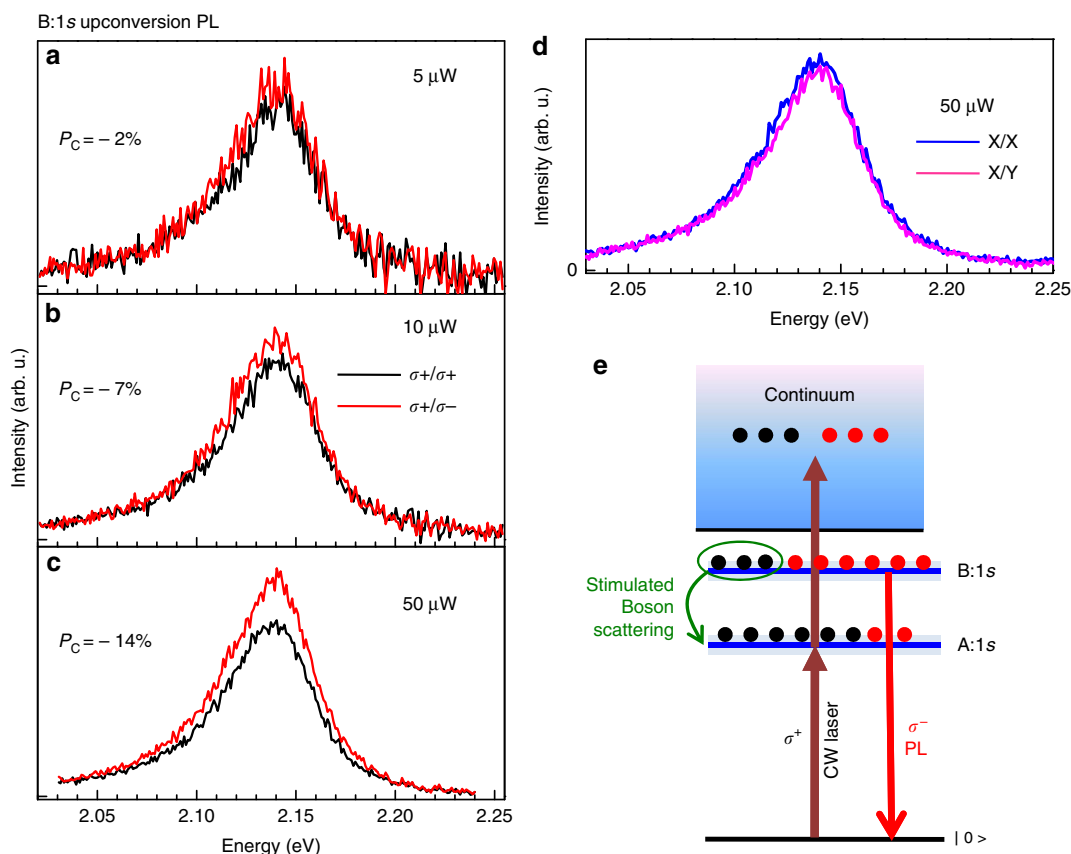 B:1s upconversion PL
a
5 μW
P_C = − 2%
b
10 μW
P_C = − 7%
σ+/σ+
σ+/σ−
c
50 μW
P_C = − 14%
Intensity (arb. u.)
2.05 2.10 2.15 2.20 2.25
Energy (eV)
d
50 μW
X/X
X/Y
Intensity (arb. u.)
0
2.05 2.10 2.15 2.20 2.25
Energy (eV)
e
Continuum
Stimulated
Boson
scattering
B:1s
A:1s
σ⁺
CW laser
σ⁻
PL
| 0 >